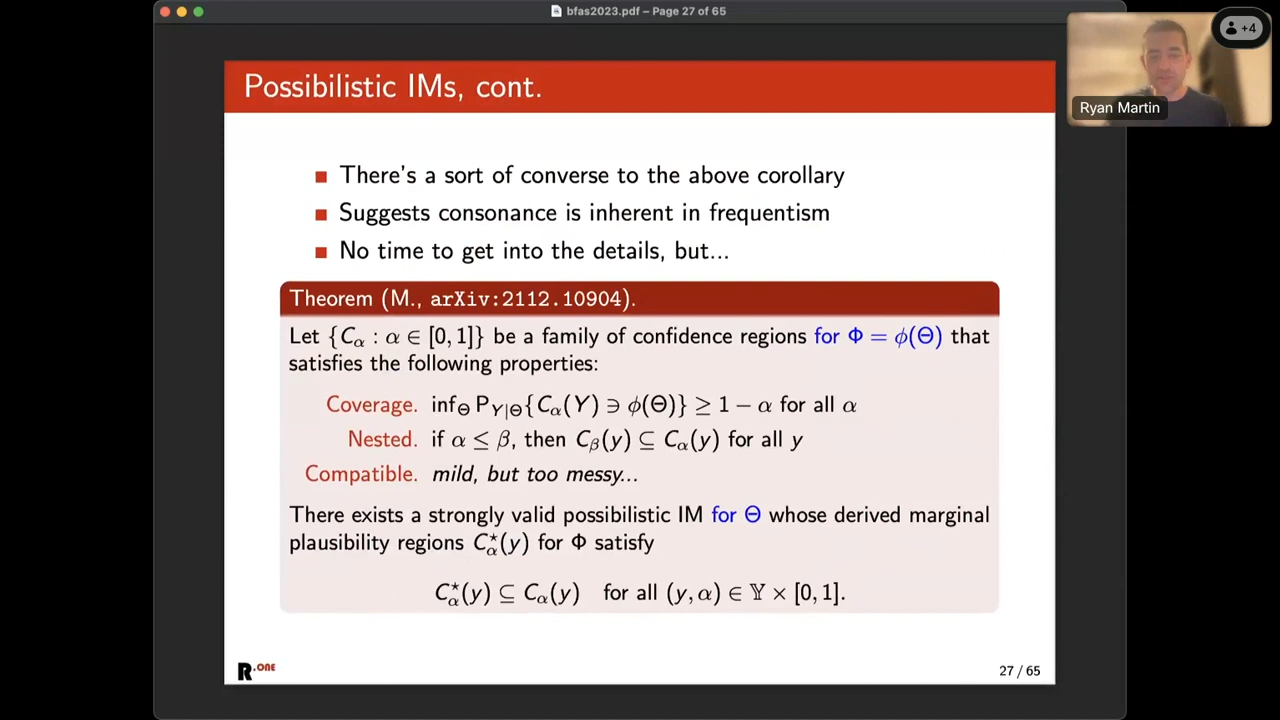 bfas2023.pdf – Page 27 of 65
+4
Ryan Martin
Possibilistic IMs, cont.
There's a sort of converse to the above corollary
Suggests consonance is inherent in frequentism
No time to get into the details, but...
Theorem (M., arXiv:2112.10904).
Let {C_α : α ∈ [0, 1]} be a family of confidence regions for Φ = ϕ(Θ) that
satisfies the following properties:
Coverage. inf_Θ P_{Y|Θ}{C_α(Y) ∋ ϕ(Θ)} ≥ 1 − α for all α
Nested. if α ≤ β, then C_β(y) ⊆ C_α(y) for all y
Compatible. mild, but too messy...
There exists a strongly valid possibilistic IM for Θ whose derived marginal
plausibility regions C^⋆_α(y) for Φ satisfy
C^⋆_α(y) ⊆ C_α(y) for all (y, α) ∈ 𝕐 × [0, 1].
R.ONE
27 / 65